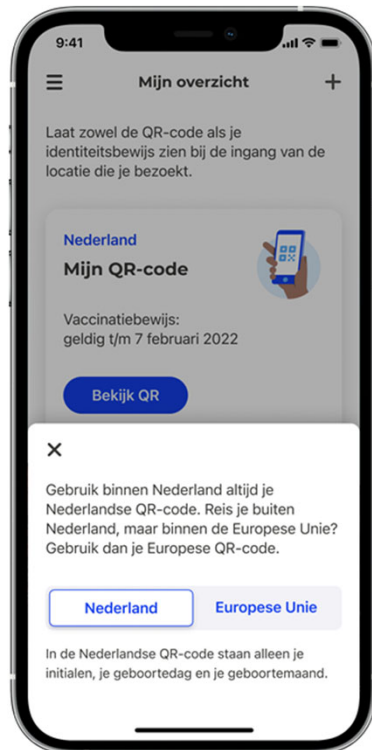 9:41
Mijn overzicht
Laat zowel de QR-code als je
identiteitsbewijs zien bij de ingang van de
locatie die je bezoekt.
Nederland
Mijn QR-code
Vaccinatiebewijs:
geldig t/m 7 februari 2022
Bekijk QR
Gebruik binnen Nederland altijd je
Nederlandse QR-code. Reis je buiten
Nederland, maar binnen de Europese Unie?
Gebruik dan je Europese QR-code.
Nederland Europese Unie
In de Nederlandse QR-code staan alleen je
initialen, je geboortedag en je geboortemaand.